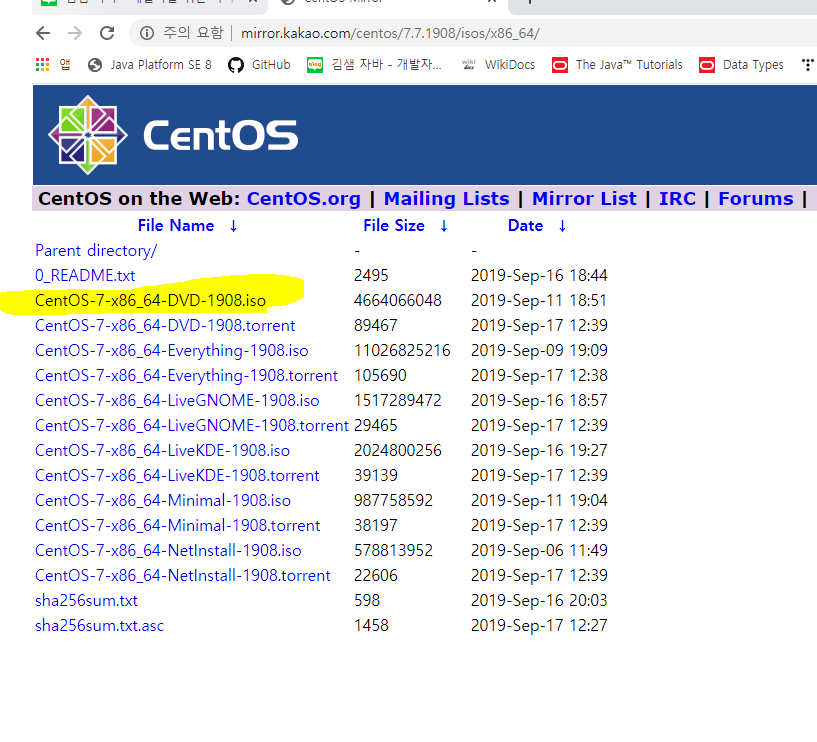 CentOS Mirror
주의 요함 | mirror.kakao.com/centos/7.7.1908/isos/x86_64/
앱 Java Platform SE 8 GitHub blog 김샘 자바 - 개발자... wiki WikiDocs The Java™ Tutorials Data Types
CentOS
CentOS on the Web: CentOS.org | Mailing Lists | Mirror List | IRC | Forums |
File Name ↓ File Size ↓ Date ↓
Parent directory/ - -
0_README.txt 2495 2019-Sep-16 18:44
CentOS-7-x86_64-DVD-1908.iso 4664066048 2019-Sep-11 18:51
CentOS-7-x86_64-DVD-1908.torrent 89467 2019-Sep-17 12:39
CentOS-7-x86_64-Everything-1908.iso 11026825216 2019-Sep-09 19:09
CentOS-7-x86_64-Everything-1908.torrent 105690 2019-Sep-17 12:38
CentOS-7-x86_64-LiveGNOME-1908.iso 1517289472 2019-Sep-16 18:57
CentOS-7-x86_64-LiveGNOME-1908.torrent 29465 2019-Sep-17 12:39
CentOS-7-x86_64-LiveKDE-1908.iso 2024800256 2019-Sep-16 19:27
CentOS-7-x86_64-LiveKDE-1908.torrent 39139 2019-Sep-17 12:39
CentOS-7-x86_64-Minimal-1908.iso 987758592 2019-Sep-11 19:04
CentOS-7-x86_64-Minimal-1908.torrent 38197 2019-Sep-17 12:39
CentOS-7-x86_64-NetInstall-1908.iso 578813952 2019-Sep-06 11:49
CentOS-7-x86_64-NetInstall-1908.torrent 22606 2019-Sep-17 12:39
sha256sum.txt 598 2019-Sep-16 20:03
sha256sum.txt.asc 1458 2019-Sep-17 12:27